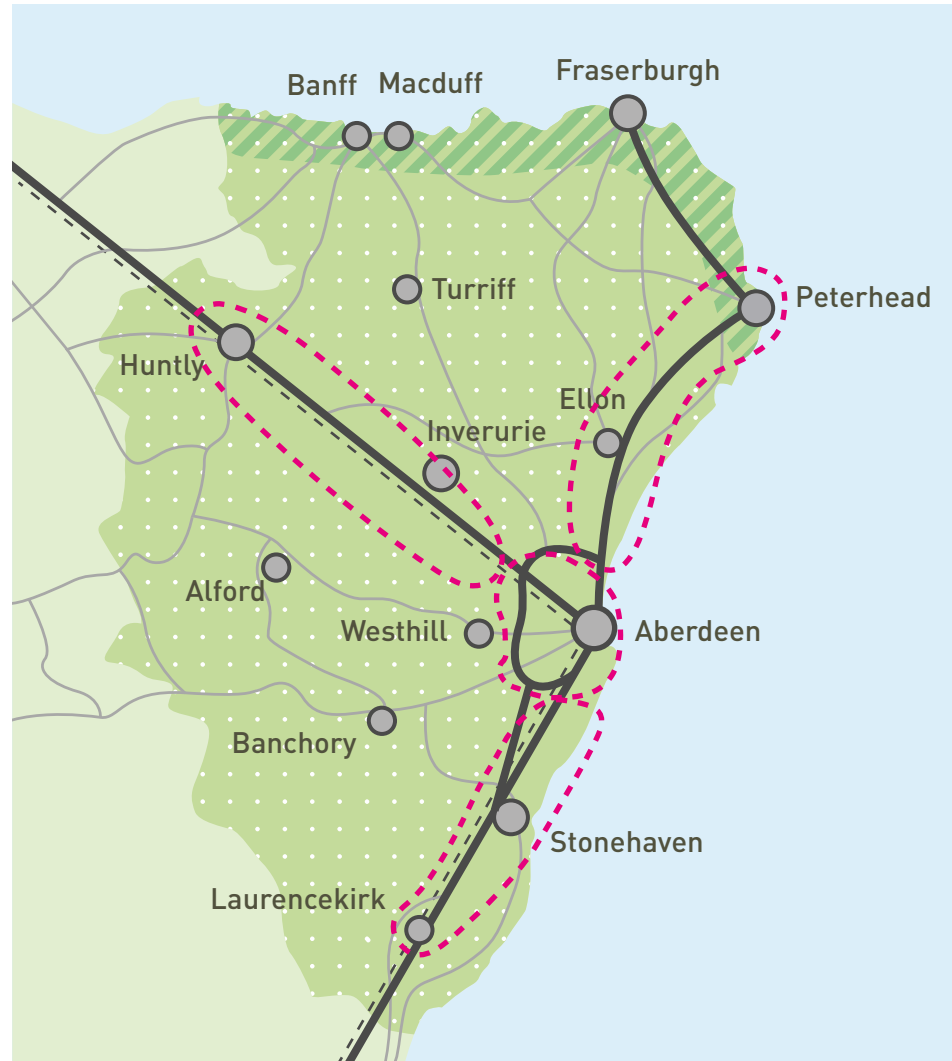 Fraserburgh
Banff
Macduff
Turriff
Peterhead
Huntly
Ellon
Inverurie
Alford
Westhill
Aberdeen
Banchory
Stonehaven
Laurencekirk